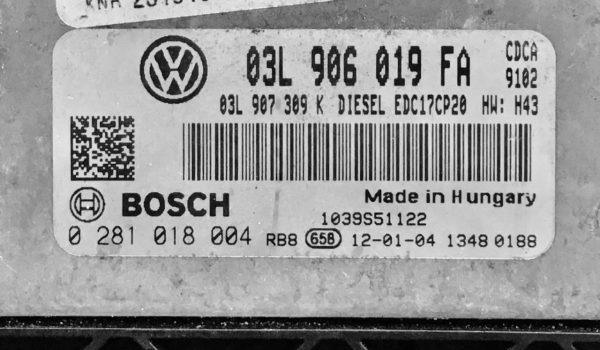 03L 906 019 FA CDCA
9102
03L 907 309 K DIESEL EDC17CP20 HW: H43
BOSCH Made in Hungary
1039S51122
0 281 018 004 RB8 658 12-01-04 1348 0188